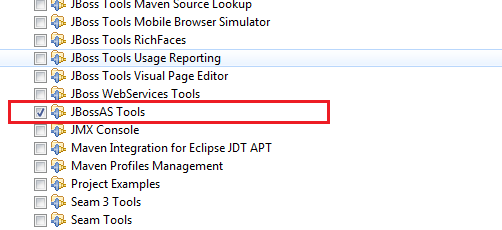 JBoss Tools Maven Source Lookup
JBoss Tools Mobile Browser Simulator
JBoss Tools RichFaces
JBoss Tools Usage Reporting
JBoss Tools Visual Page Editor
JBoss WebServices Tools
JBossAS Tools
JMX Console
Maven Integration for Eclipse JDT APT
Maven Profiles Management
Project Examples
Seam 3 Tools
Seam Tools